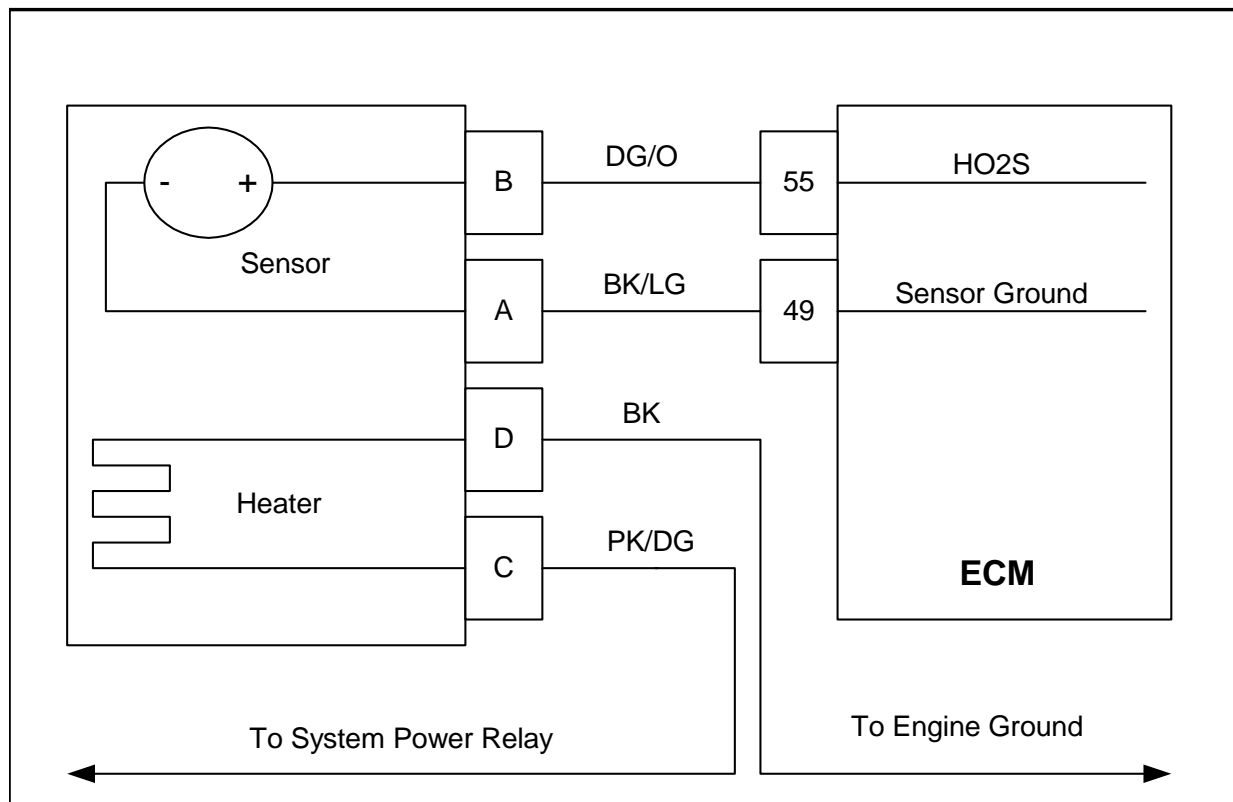 B
DG/O
55
HO2S
- +
Sensor
A
BK/LG
49
Sensor Ground
D
BK
Heater
C
PK/DG
ECM
To System Power Relay
To Engine Ground